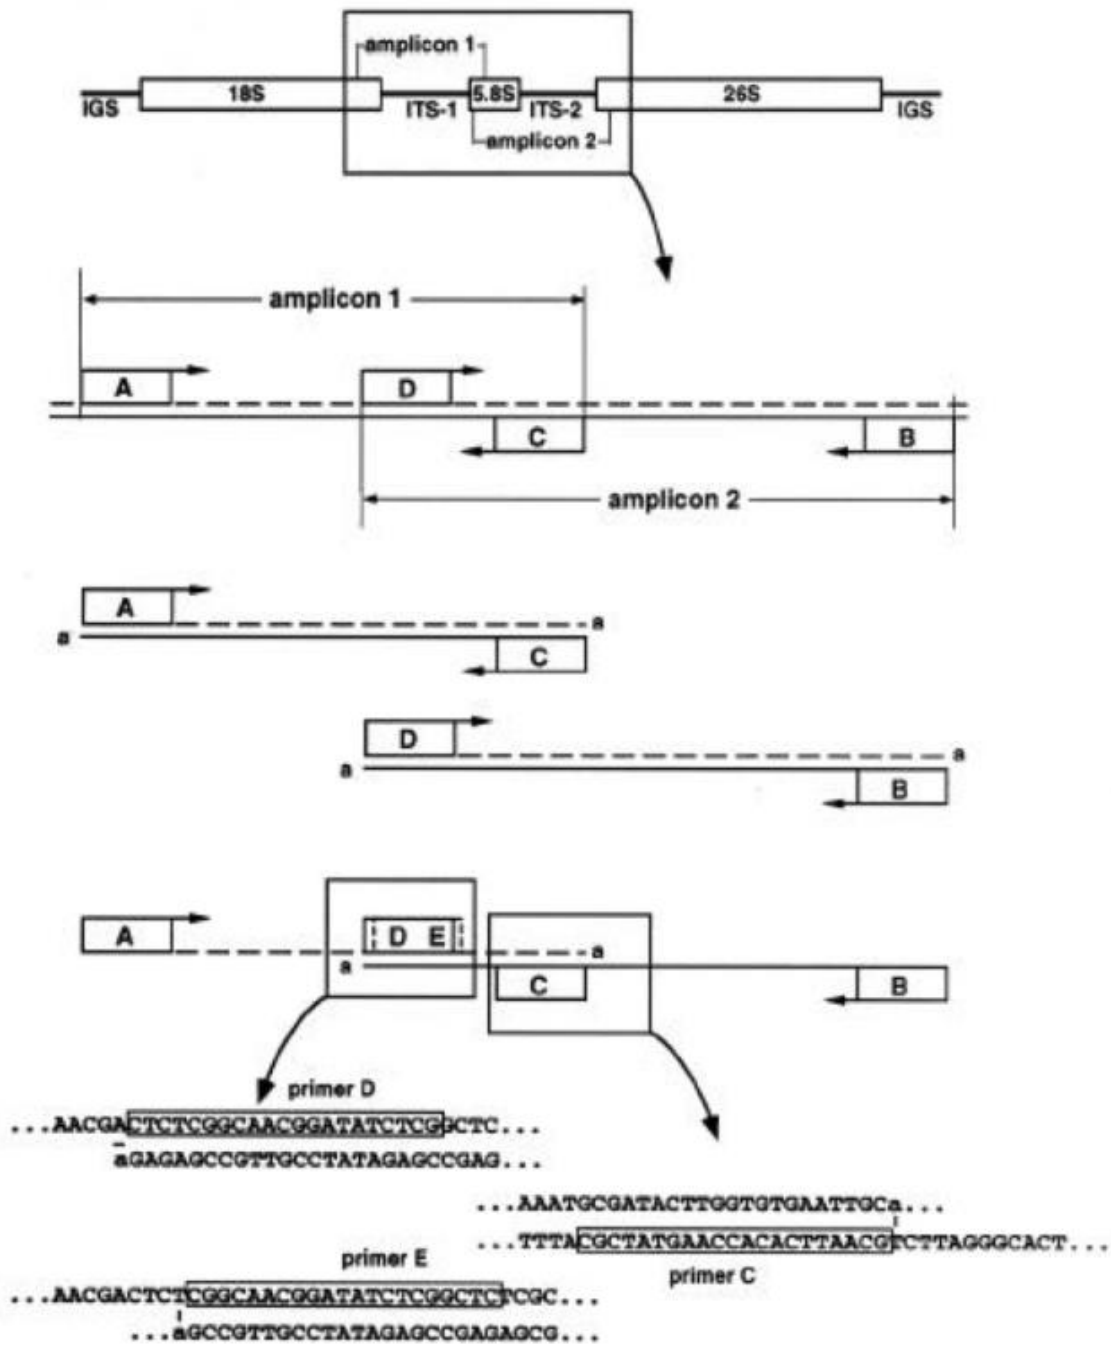 amplicon 1
18S 5.8S 26S
IGS ITS-1 ITS-2 IGS
amplicon 2
amplicon 1
A D
C B
amplicon 2
A
a
a
C
D
a
a
B
A D E
a
a
C B
primer D
...AACGACTCTCGGCAACGGATATCTCGGCTC...
aGAGAGCCGTTGCCTATAGAGCCGAG...
...AAATGCGATACTTGGTGTGAATTGCa...
...TTTACGCTATGAACCACACTTAACGTCTTAGGGCACT...
primer C
primer E
...AACGACTCTCGGCAACGGATATCTCGGCTCTCGC...
...aGCCGTTGCCTATAGAGCCGAGAGCG...